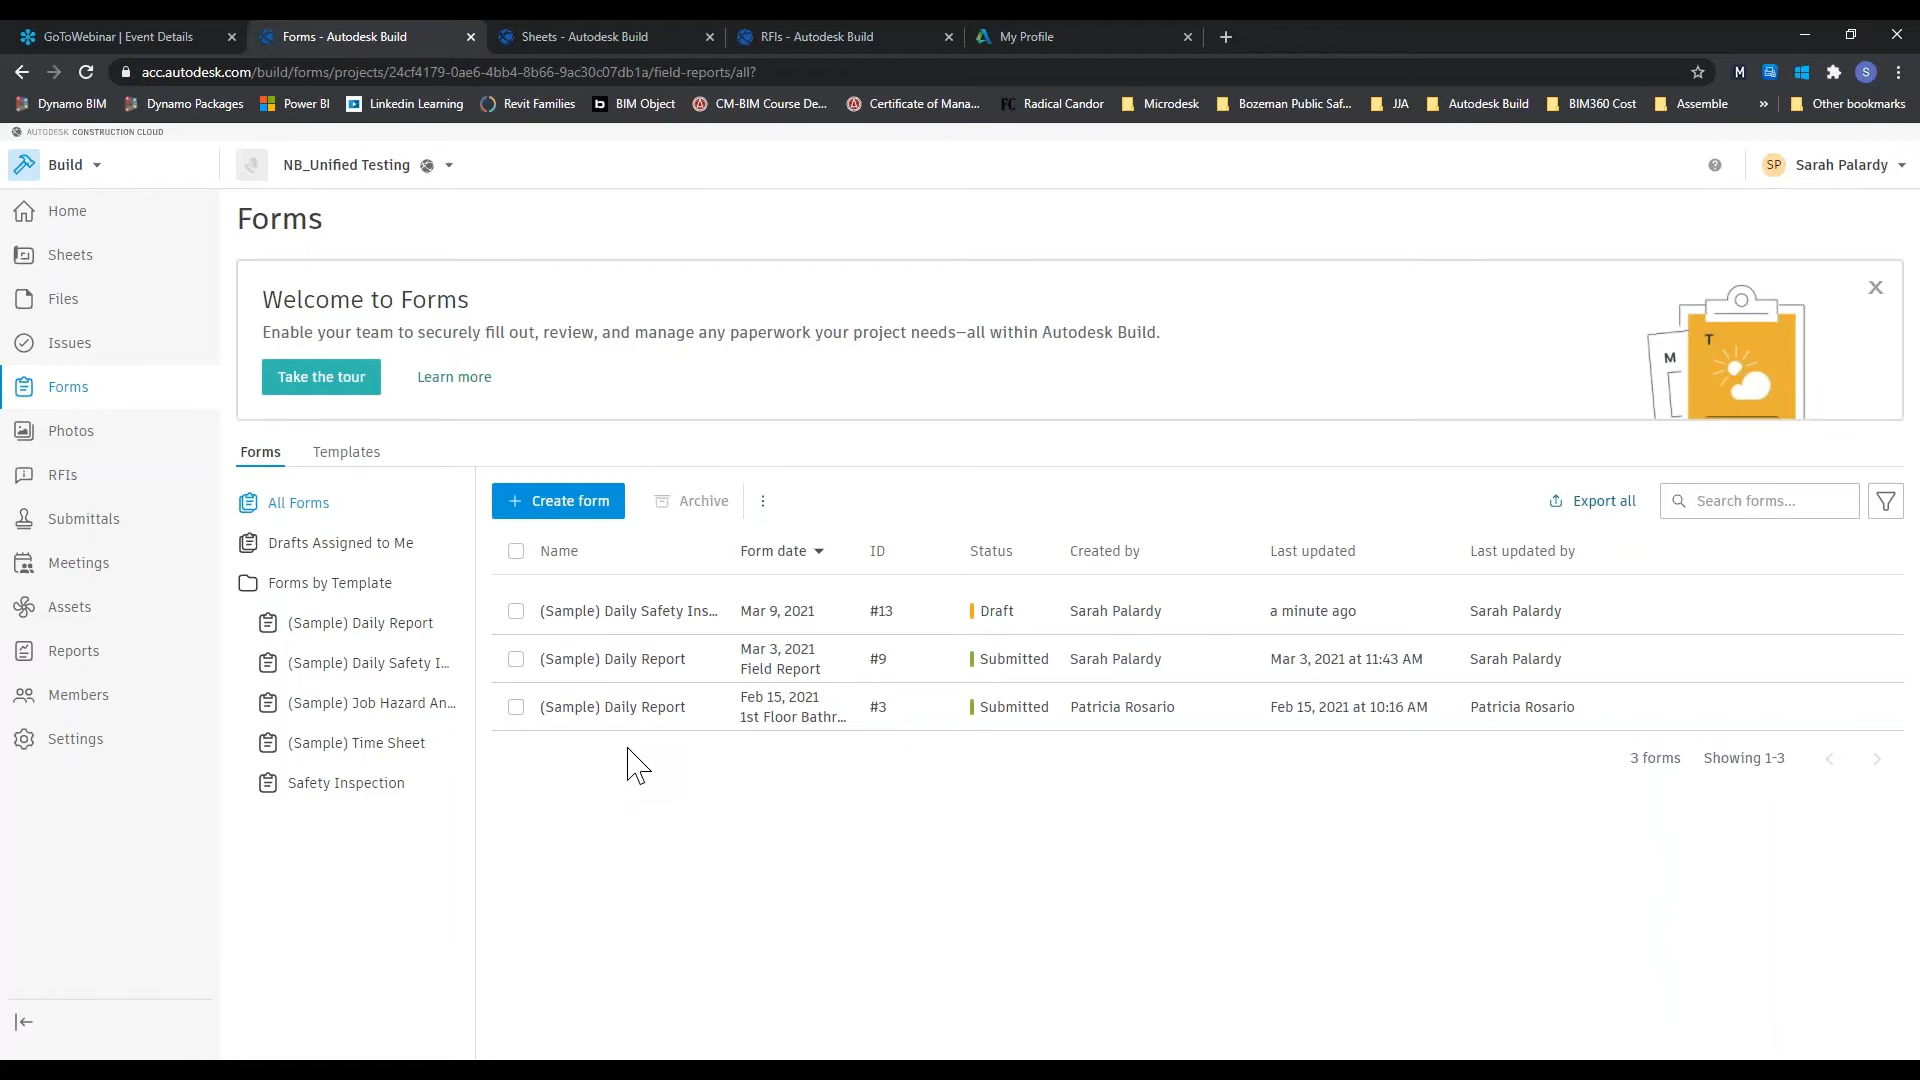 GoToWebinar | Event Details
Forms - Autodesk Build
Sheets - Autodesk Build
RFIs - Autodesk Build
My Profile
acc.autodesk.com/build/forms/projects/24cf4179-0ae6-4bb4-8b66-9ac30c07db1a/field-reports/all?
M
S
Dynamo BIM
Dynamo Packages
Power BI
Linkedin Learning
Revit Families
b
BIM Object
CM-BIM Course De...
Certificate of Mana...
FC
Radical Candor
Microdesk
Bozeman Public Saf...
JJA
Autodesk Build
BIM360 Cost
Assemble
»
Other bookmarks
AUTODESK CONSTRUCTION CLOUD
Build
NB_Unified Testing
SP
Sarah Palardy
Home
Sheets
Files
Issues
Forms
Photos
RFIs
Submittals
Meetings
Assets
Reports
Members
Settings
Forms
Welcome to Forms
Enable your team to securely fill out, review, and manage any paperwork your project needs—all within Autodesk Build.
Take the tour
Learn more
M
T
Forms
Templates
All Forms
Drafts Assigned to Me
Forms by Template
(Sample) Daily Report
(Sample) Daily Safety I...
(Sample) Job Hazard An...
(Sample) Time Sheet
Safety Inspection
+ Create form
Archive
Export all
Search forms...
Name
Form date
ID
Status
Created by
Last updated
Last updated by
(Sample) Daily Safety Ins...
Mar 9, 2021
#13
Draft
Sarah Palardy
a minute ago
Sarah Palardy
(Sample) Daily Report
Mar 3, 2021
Field Report
#9
Submitted
Sarah Palardy
Mar 3, 2021 at 11:43 AM
Sarah Palardy
(Sample) Daily Report
Feb 15, 2021
1st Floor Bathr...
#3
Submitted
Patricia Rosario
Feb 15, 2021 at 10:16 AM
Patricia Rosario
3 forms
Showing 1-3